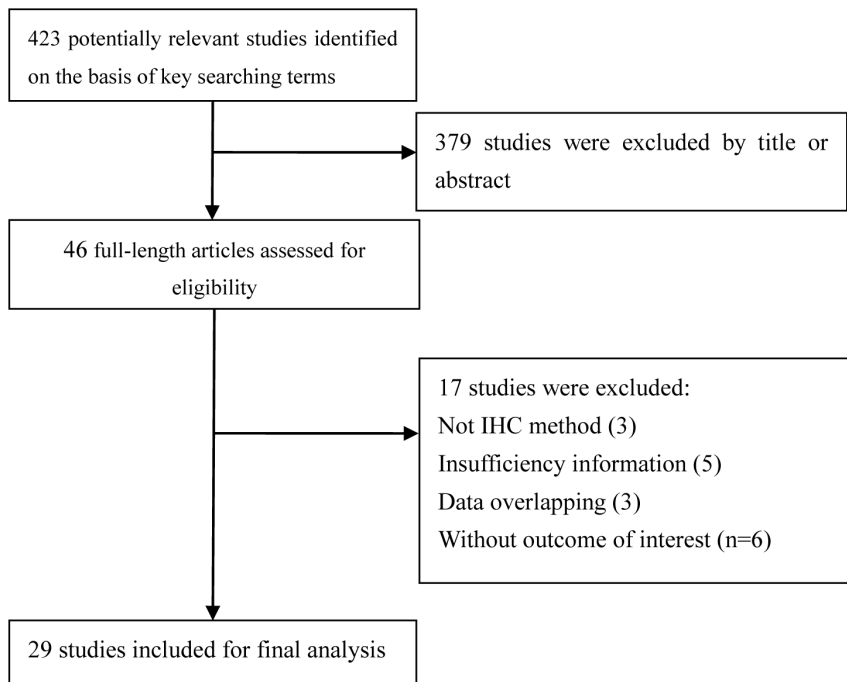 423 potentially relevant studies identified
on the basis of key searching terms
379 studies were excluded by title or
abstract
46 full-length articles assessed for
eligibility
17 studies were excluded:
Not IHC method (3)
Insufficiency information (5)
Data overlapping (3)
Without outcome of interest (n=6)
29 studies included for final analysis